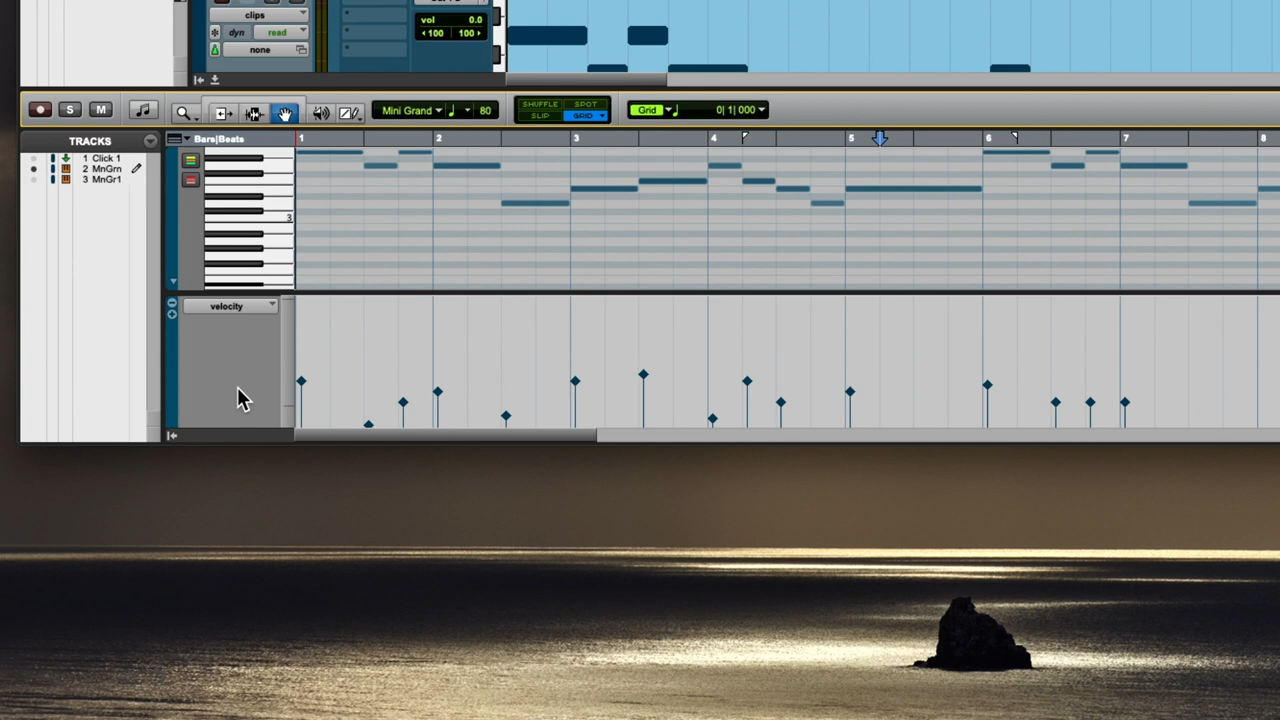 clips
vol 0.0
dyn read
100 100
none
S M Mini Grand 80 SHUFFLE SPOT SLIP GRID Grid 0| 1| 000
TRACKS Bars|Beats 1 2 3 4 5 6 7 8
1 Click 1
2 MnGrn
3 MnGr1
3
velocity